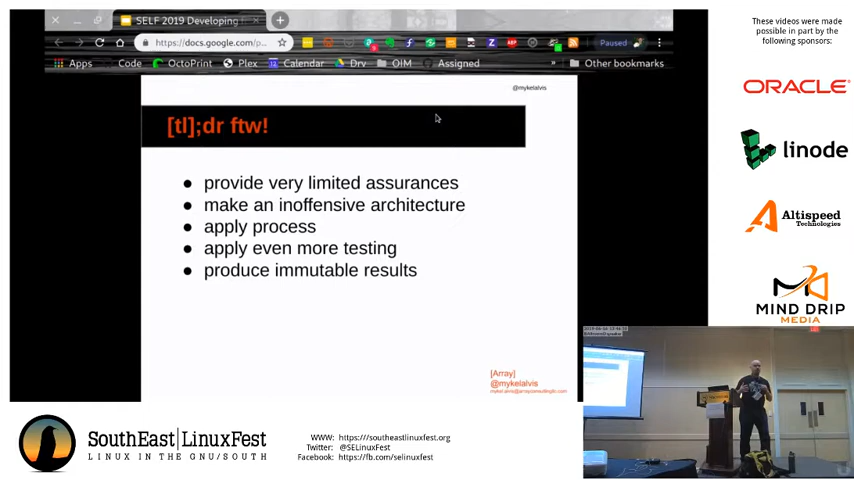 SELF 2019 Developing
https://docs.google.com/p...
Paused
Apps
Code
OctoPrint
Plex
Calendar
Drv
OIM
Assigned
»
Other bookmarks
@mykelalvis
[tl];dr ftw!
● provide very limited assurances
● make an inoffensive architecture
● apply process
● apply even more testing
● produce immutable results
[Array]
@mykelalvis
These videos were made
possible in part by the
following sponsors:
ORACLE
linode
Altispeed
Technologies
MIND DRIP
MEDIA
SouthEast|LinuxFest
LINUX IN THE GNU/SOUTH
WWW: https:///southeastlinuxfest.org
Twitter: @SELinuxFest
Facebook: https://fb.com/selinuxfest